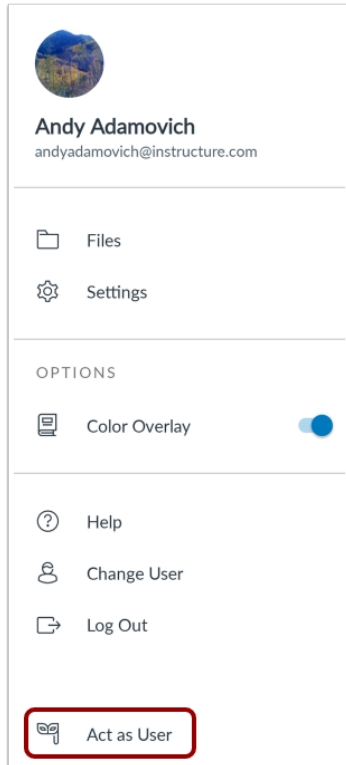 Andy Adamovich
andyadamovich@instructure.com
Files
Settings
OPTIONS
Color Overlay
Help
Change User
Log Out
Act as User